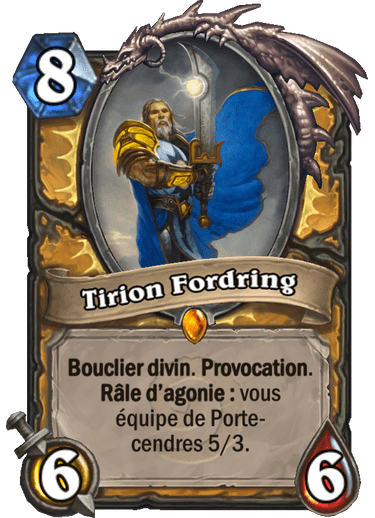 8
Tirion Fordring
Bouclier divin. Provocation.
Râle d'agonie : vous
équipe de Porte-
cendres 5/3.
6 6